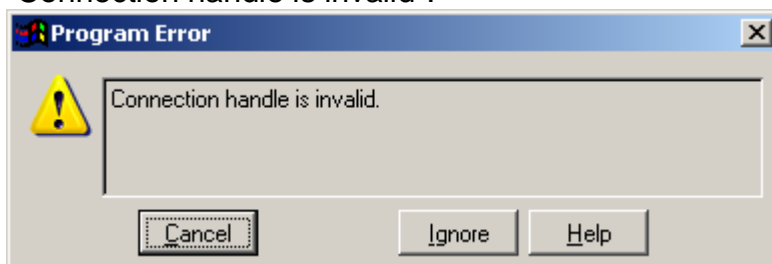 Connection handle is invalid .
Program Error
Connection handle is invalid.
Cancel
Ignore
Help